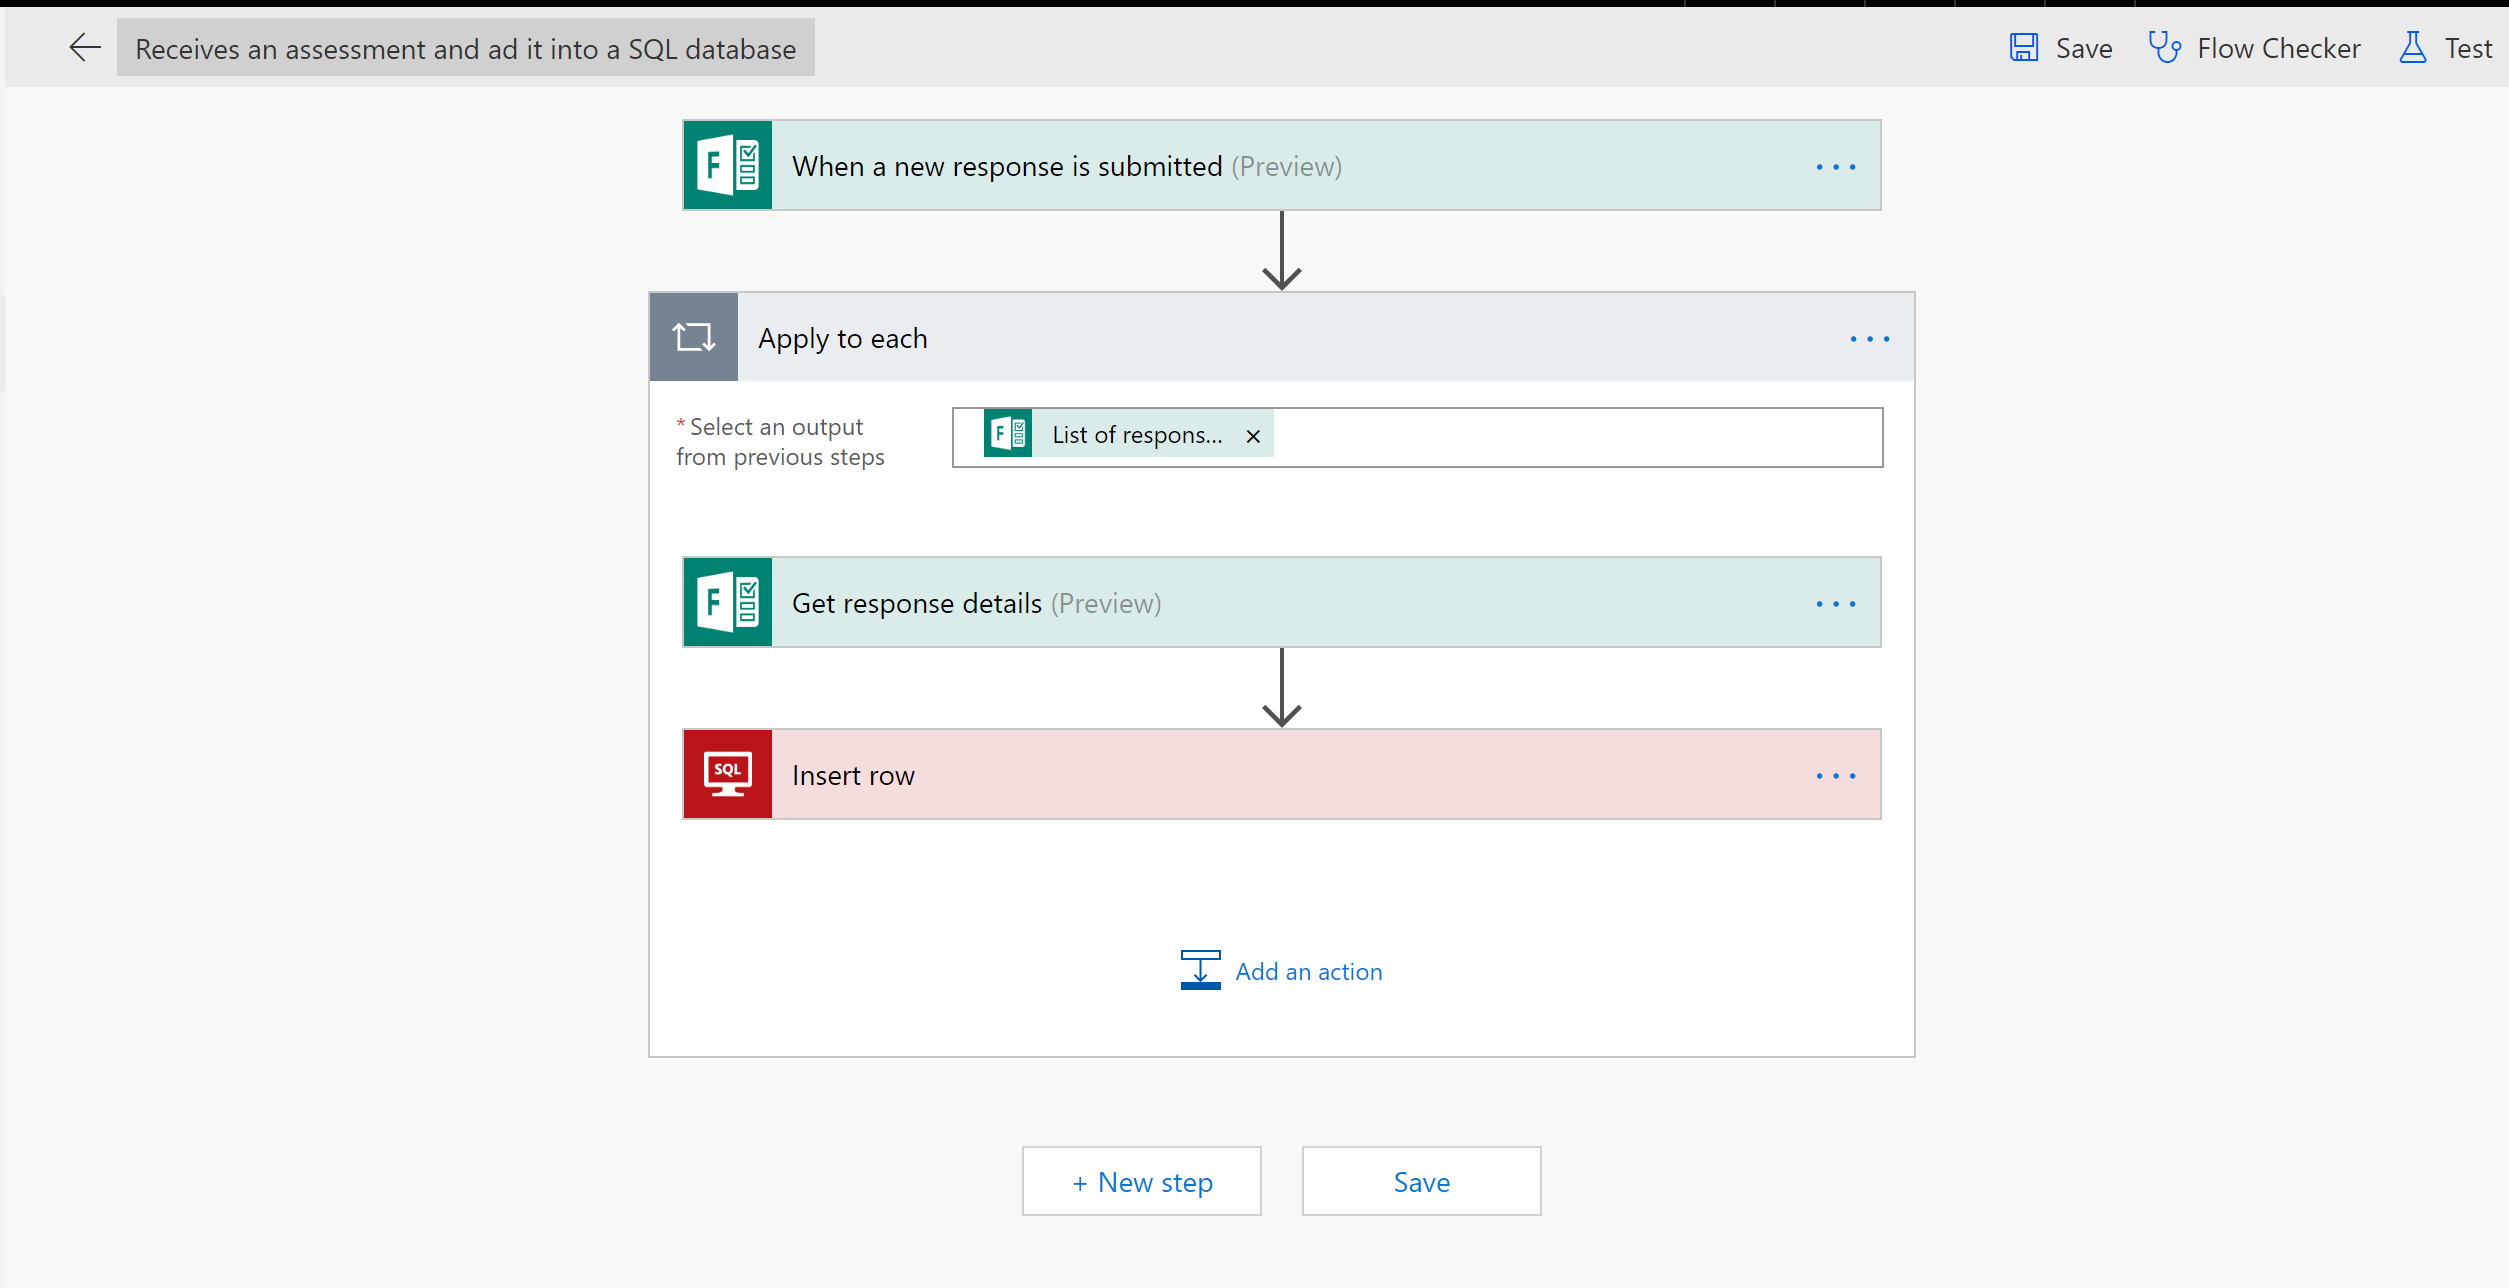 Receives an assessment and ad it into a SQL database
Save
Flow Checker
Test
F
When a new response is submitted (Preview)
Apply to each
*Select an output
from previous steps
F
List of respons...
F
Get response details (Preview)
SQL
Insert row
Add an action
+ New step
Save